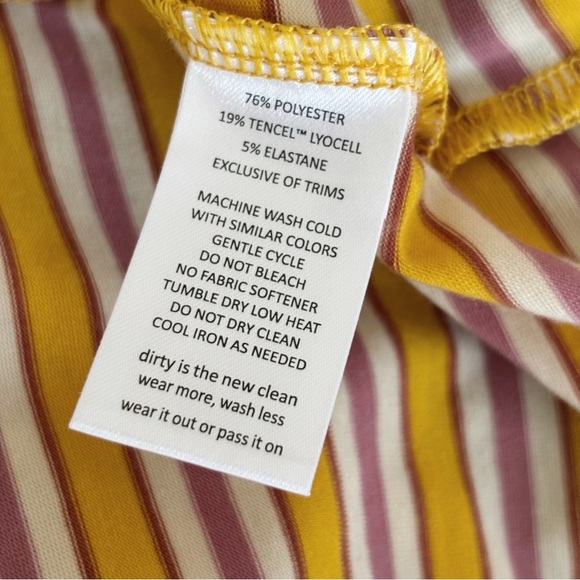 76% POLYESTER
19% TENCEL™ LYOCELL
5% ELASTANE
EXCLUSIVE OF TRIMS
MACHINE WASH COLD
WITH SIMILAR COLORS
GENTLE CYCLE
DO NOT BLEACH
NO FABRIC SOFTENER
TUMBLE DRY LOW HEAT
DO NOT DRY CLEAN
COOL IRON AS NEEDED
dirty is the new clean
wear more, wash less
wear it out or pass it on